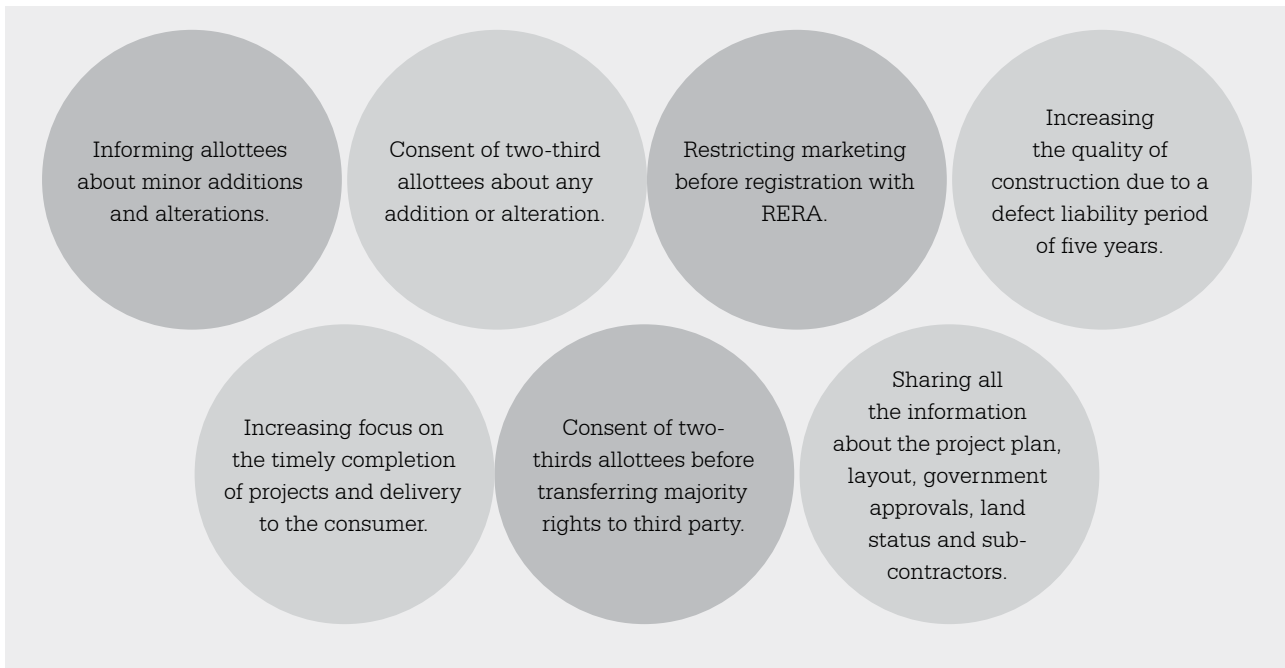 Informing allottees
about minor additions
and alterations.
Consent of two-third
allottees about any
addition or alteration.
Restricting marketing
before registration with
RERA.
Increasing
the quality of
construction due to a
defect liability period
of five years.
Increasing focus on
the timely completion
of projects and delivery
to the consumer.
Consent of two-
thirds allottees before
transferring majority
rights to third party.
Sharing all
the information
about the project plan,
layout, government
approvals, land
status and sub-
contractors.